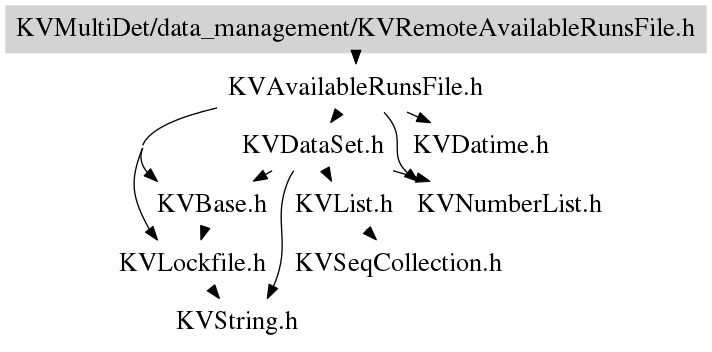 KVMultiDet/data_management/KVRemoteAvailableRunsFile.h
KVAvailableRunsFile.h
KVDataSet.h
KVDatime.h
KVBase.h
KVList.h
KVNumberList.h
KVLockfile.h
KVSeqCollection.h
KVString.h